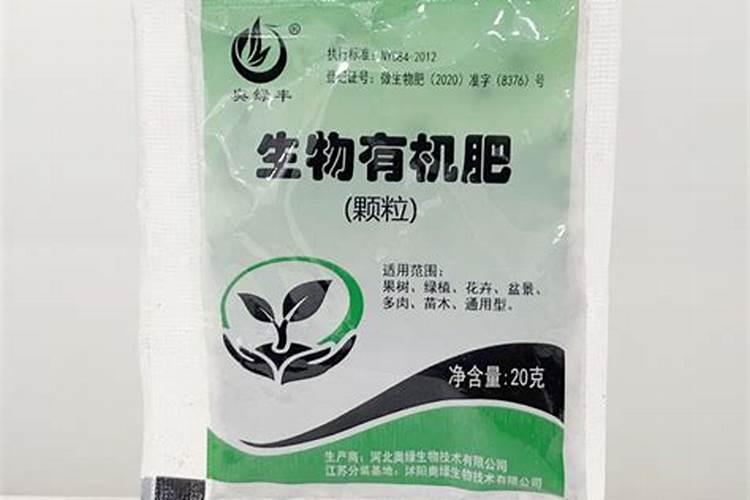 ®
奥绿丰
执行标准：NY884-2012
登记证号：微生物肥（2020）准字（8376）号
生物有机肥
（颗粒）
适用范围：
果树、绿植、花卉、盆景、
多肉、苗木、通用型。
净含量:20克
生产商：河北奥绿生物技术有限公司
江苏分装基地：沭阳奥绿生物技术有限公司